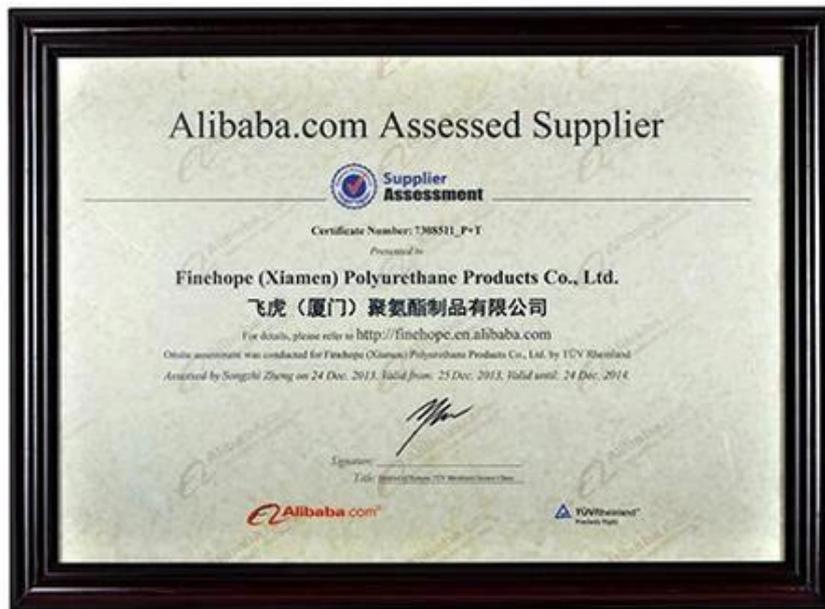 Alibaba.com Assessed Supplier
Supplier
Assessment
Certificate Number: 7308511_P+T
Presented to
Finehope (Xiamen) Polyurethane Products Co., Ltd.
飞虎（厦门）聚氨酯制品有限公司
For details, please refer to http://finehope.en.alibaba.com
Onsite assessment was conducted for Finehope (Xiamen) Polyurethane Products Co., Ltd. by TÜV Rheinland
Assessed by Songzhi Zheng on 24 Dec, 2013, Valid from: 25 Dec, 2013, Valid until: 24 Dec, 2014.
Signature:
Title:
Alibaba.com®
TÜVRheinland®
Precisely Right.